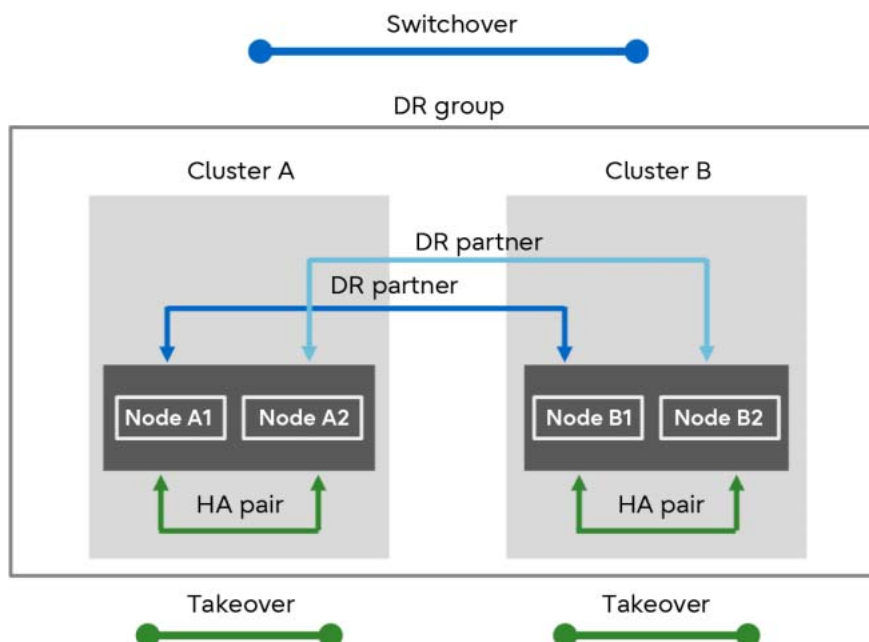 Switchover
DR group
Cluster A
Cluster B
DR partner
DR partner
Node A1
Node A2
Node B1
Node B2
HA pair
HA pair
Takeover
Takeover